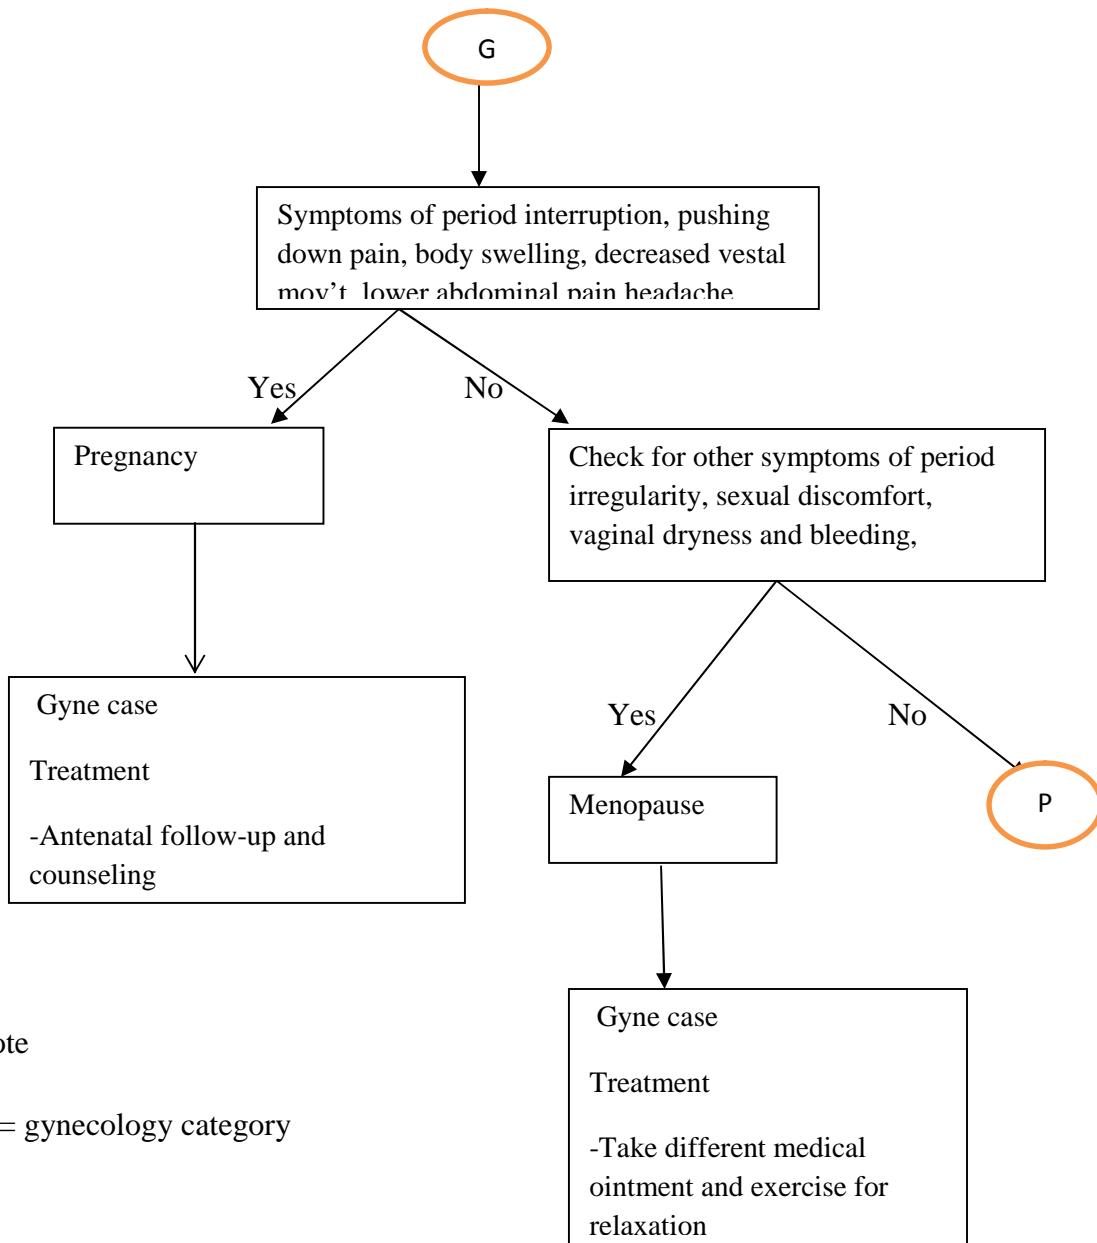 G
Symptoms of period interruption, pushing
down pain, body swelling, decreased vestal
mov't, lower abdominal pain headache
Yes
No
Pregnancy
Check for other symptoms of period
irregularity, sexual discomfort,
vaginal dryness and bleeding,
Gyne case
Treatment
-Antenatal follow-up and
counseling
Yes
No
Menopause
P
Gyne case
Treatment
-Take different medical
ointment and exercise for
relaxation
ote
= gynecology category